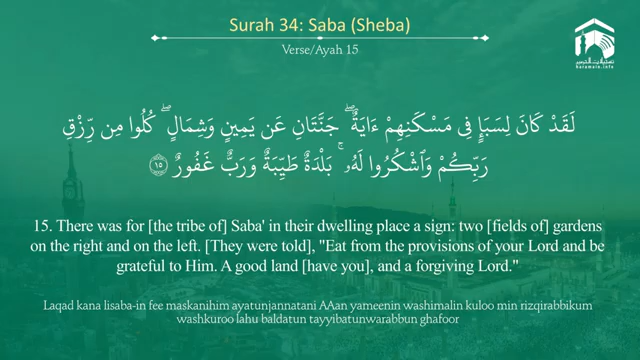 Surah 34: Saba (Sheba)
Verse/Ayah 15
haramain.info
لَقَدْ كَانَ لِسَبَإٍ فِى مَسْكَنِهِمْ ءَايَةٌ ۖ جَنَّتَانِ عَن يَمِينٍ وَشِمَالٍ ۖ كُلُوا۟ مِن رِّزْقِ
رَبِّكُمْ وَٱشْكُرُوا۟ لَهُۥ ۚ بَلْدَةٌ طَيِّبَةٌ وَرَبٌّ غَفُورٌ ١٥
15. There was for [the tribe of] Saba' in their dwelling place a sign: two [fields of] gardens
on the right and on the left. [They were told], "Eat from the provisions of your Lord and be
grateful to Him. A good land [have you], and a forgiving Lord."
Laqad kana lisaba-in fee maskanihim ayatunjannatani AAan yameenin washimalin kuloo min rizqirabbikum
washkuroo lahu baldatun tayyibatunwarabbun ghafoor